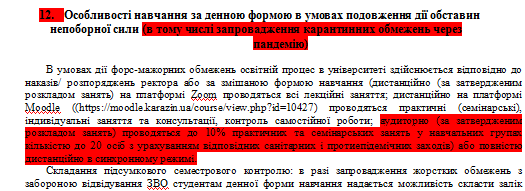 12. Особливості навчання за денною формою в умовах подовження дії обставин
непоборної сили (в тому числі запровадження карантинних обмежень через
пандемію)
В умовах дії форс-мажорних обмежень освітній процес в університеті здійснюється відповідно до
наказів/ розпоряджень ректора або за змішаною формою навчання (дистанційно (за затвердженим
розкладом занять) на платформі Zoom проводяться всі лекційні заняття; дистанційно на платформі
Moodle ((https://moodle.karazin.ua/course/view.php?id=10427) проводяться практичні (семінарські),
індивідуальні заняття та консультації, контроль самостійної роботи; аудиторно (за затвердженим
розкладом занять) проводяться до 10% практичних та семінарських занять у навчальних групах
кількістю до 20 осіб з урахуванням відповідних санітарних і протиепідемічних заходів) або повністю
дистанційно в синхронному режимі.
Складання підсумкового семестрового контролю: в разі запровадження жорстких обмежень з
забороною відвідування ЗВО студентам денної форми навчання надається можливість скласти залік